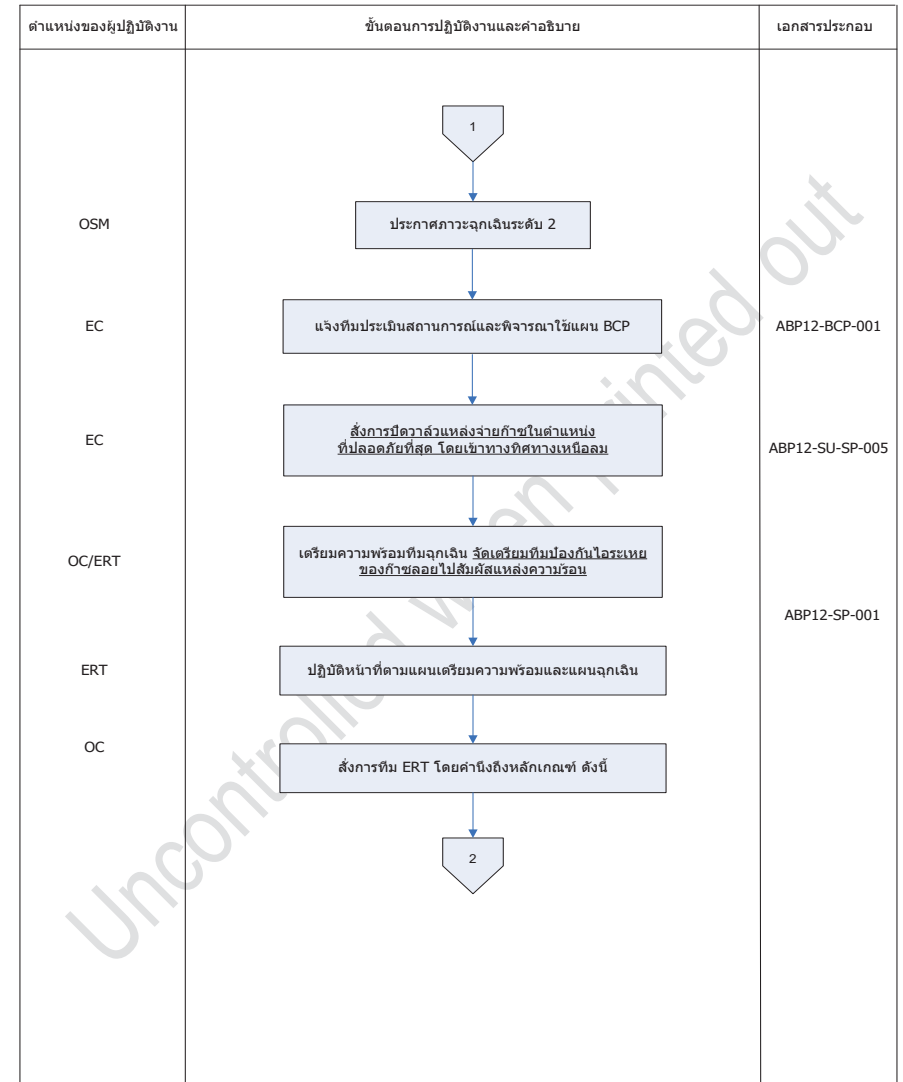 ตำแหน่งของผู้ปฏิบัติงาน
ขั้นตอนการปฏิบัติงานและคำอธิบาย
เอกสารประกอบ
1
OSM
ประกาศภาวะฉุกเฉินระดับ 2
EC
แจ้งทีมประเมินสถานการณ์และพิจารณาใช้แผน BCP
ABP12-BCP-001
EC
สั่งการปิดวาล์วแหล่งจ่ายก๊าซในตำแหน่ง
ที่ปลอดภัยที่สุด โดยเข้าทางทิศทางเหนือลม
ABP12-SU-SP-005
OC/ERT
เตรียมความพร้อมทีมฉุกเฉิน จัดเตรียมทีมป้องกันไอระเหย
ของก๊าซลอยไปสัมผัสแหล่งความร้อน
ABP12-SP-001
ERT
ปฏิบัติหน้าที่ตามแผนเตรียมความพร้อมและแผนฉุกเฉิน
OC
สั่งการทีม ERT โดยคำนึงถึงหลักเกณฑ์ ดังนี้
2
Uncontrolled when printed out